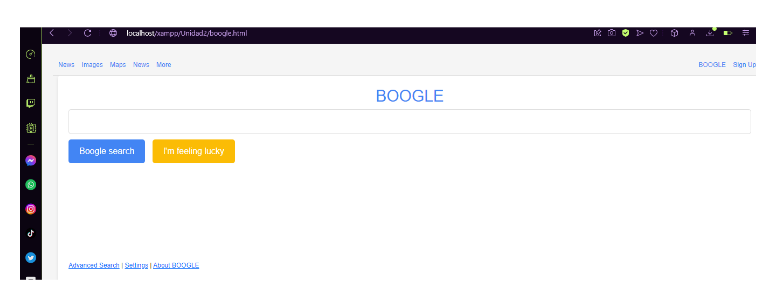 localhost/xampp/Unidad2/boogle.html
News Images Maps News More BOOGLE Sign Up
BOOGLE
Boogle search I'm feeling lucky
Advanced Search | Settings | About BOOGLE